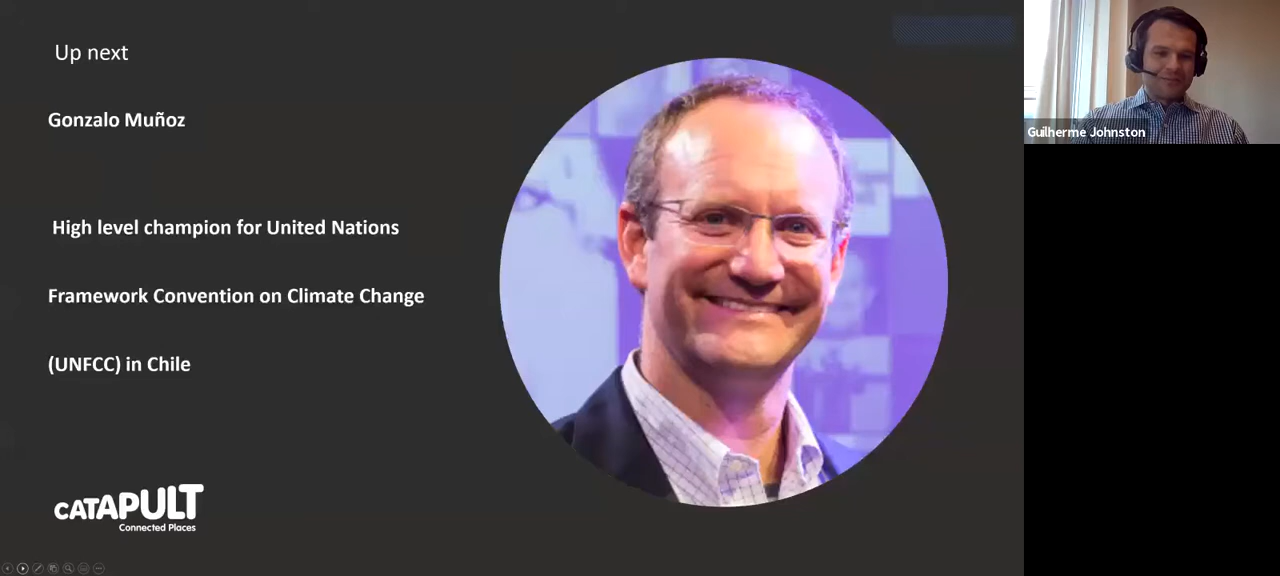 Up next
Gonzalo Muñoz
High level champion for United Nations
Framework Convention on Climate Change
(UNFCC) in Chile
CATAPULT
Connected Places
Guilherme Johnston